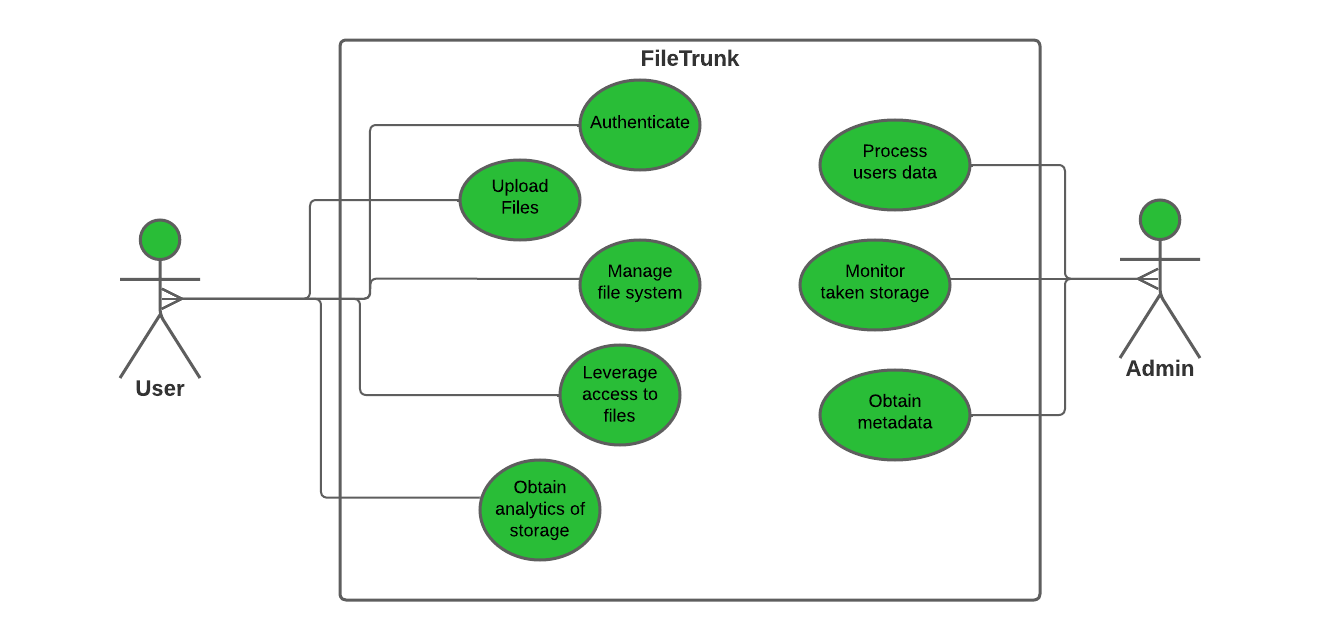 FileTrunk
Authenticate
Upload
Files
Manage
file system
Leverage
access to
files
Obtain
analytics of
storage
Process
users data
Monitor
taken storage
Obtain
metadata
User
Admin